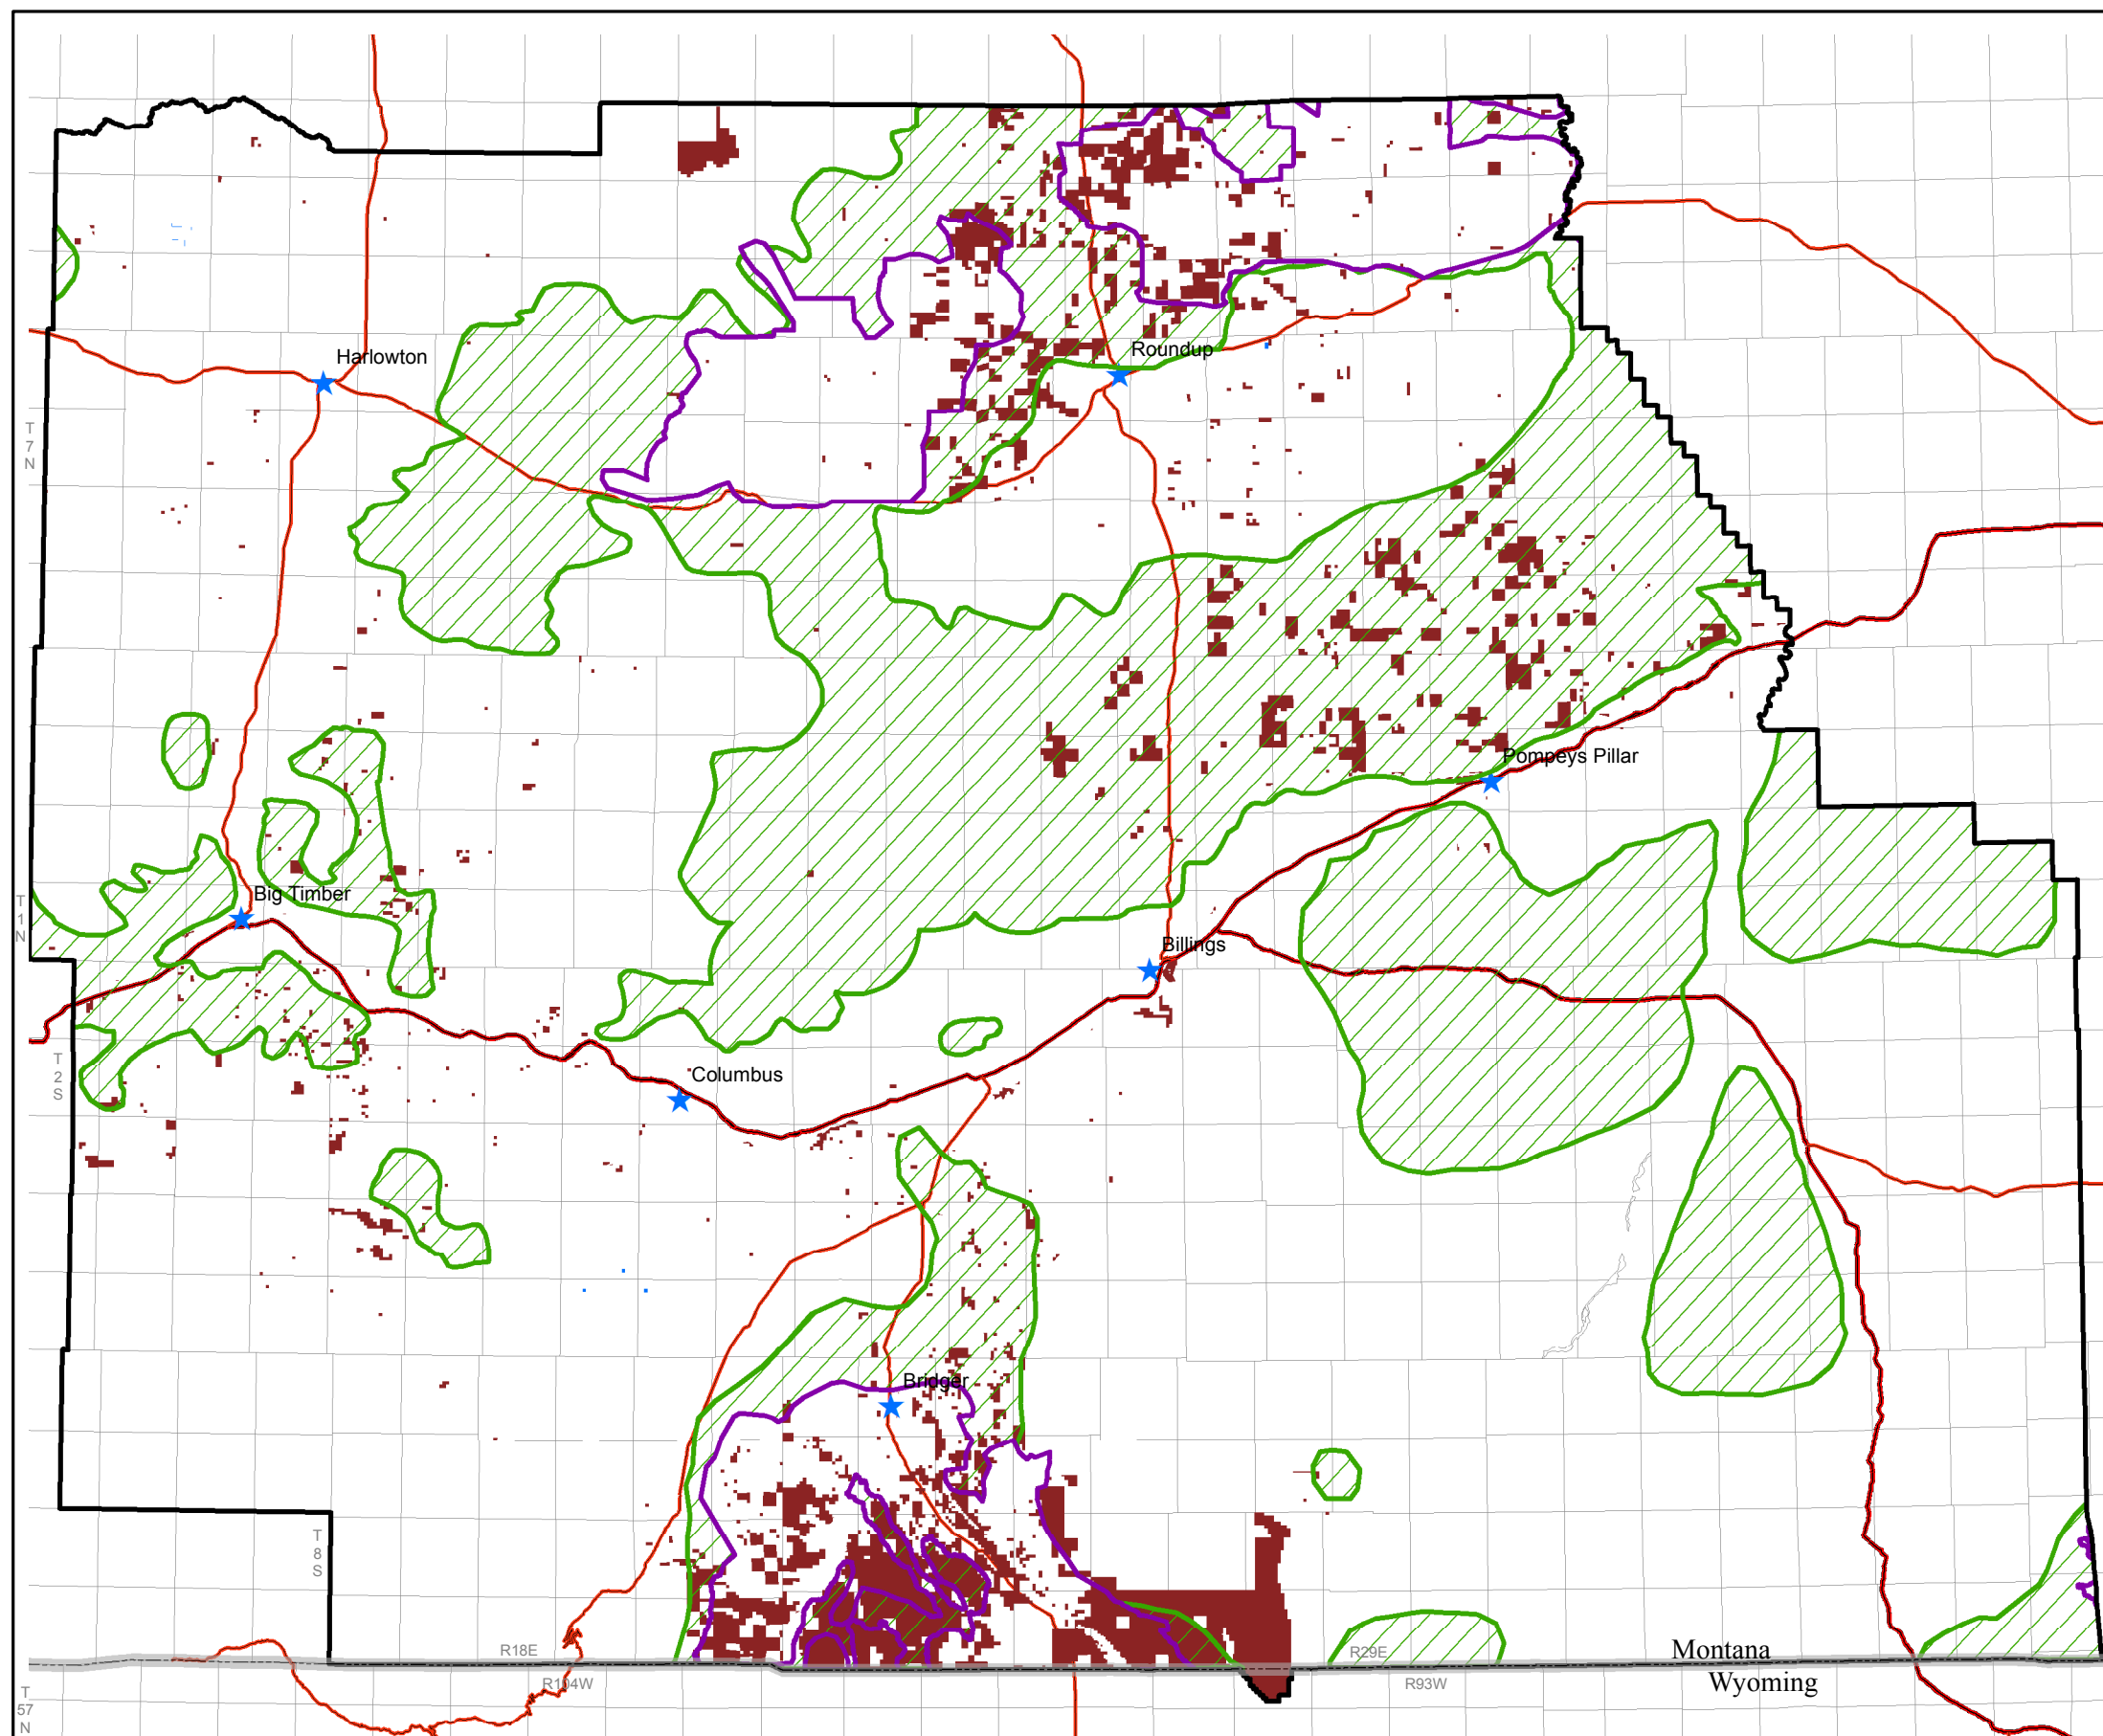 Harlowton
Roundup
T
7
N
Pompeys Pillar
Big Timber
T
1
N
Billings
T
2
S
Columbus
Bridger
T
8
S
R18E
R29E
Montana
R104W
R93W
Wyoming
T
57
N